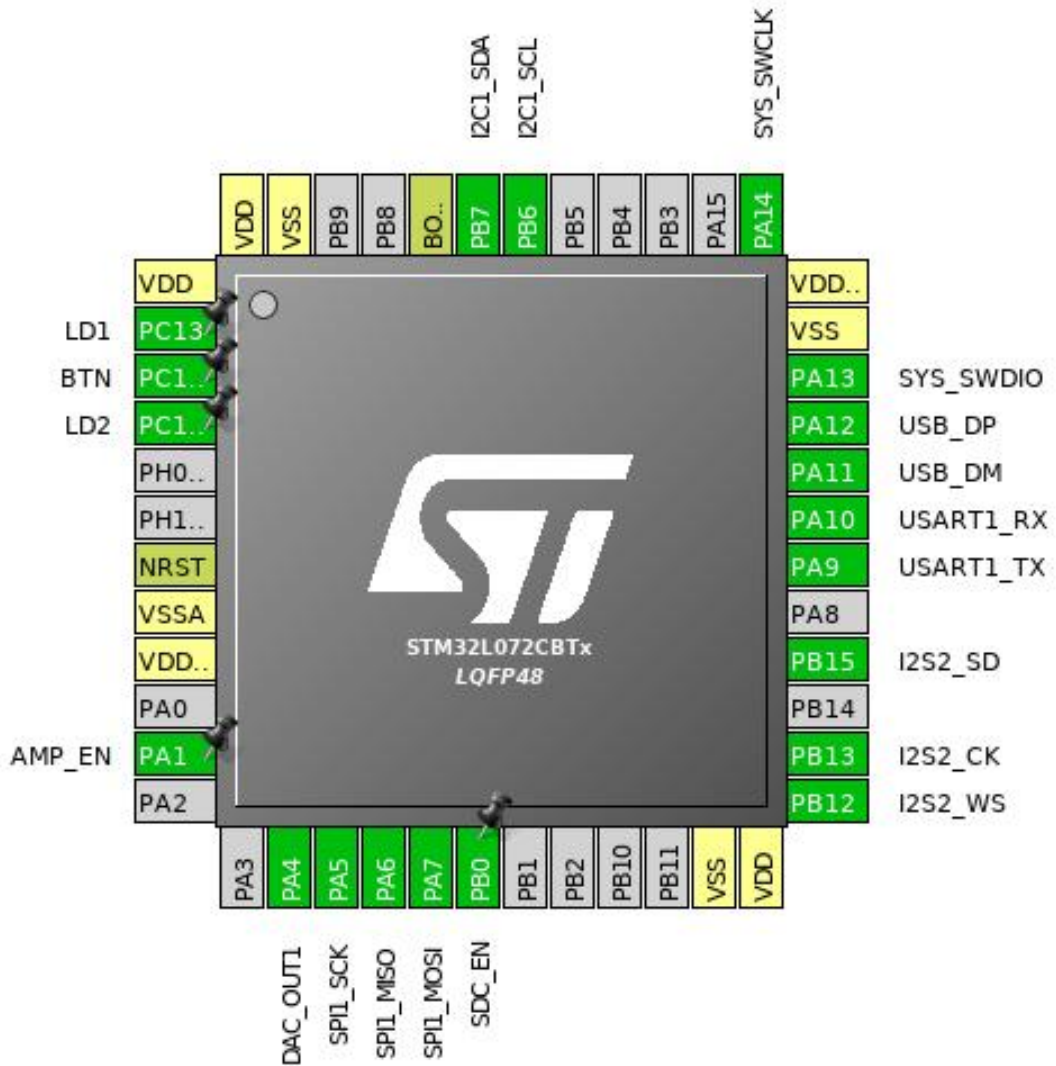 I2C1_SDA
I2C1_SCL
SYS_SWCLK
VDD
VSS
PB9
PB8
BO..
PB7
PB6
PB5
PB4
PB3
PA15
PA14
VDD
LD1 PC13
BTN PC1..
LD2 PC1..
PH0..
PH1..
NRST
VSSA
VDD..
PA0
AMP_EN PA1
PA2
ST
STM32L072CBTx
LQFP48
VDD..
VSS
PA13 SYS_SWDIO
PA12 USB_DP
PA11 USB_DM
PA10 USART1_RX
PA9 USART1_TX
PA8
PB15 I2S2_SD
PB14
PB13 I2S2_CK
PB12 I2S2_WS
PA3
PA4
PA5
PA6
PA7
PB0
PB1
PB2
PB10
PB11
VSS
VDD
DAC_OUT1
SPI1_SCK
SPI1_MISO
SPI1_MOSI
SDC_EN